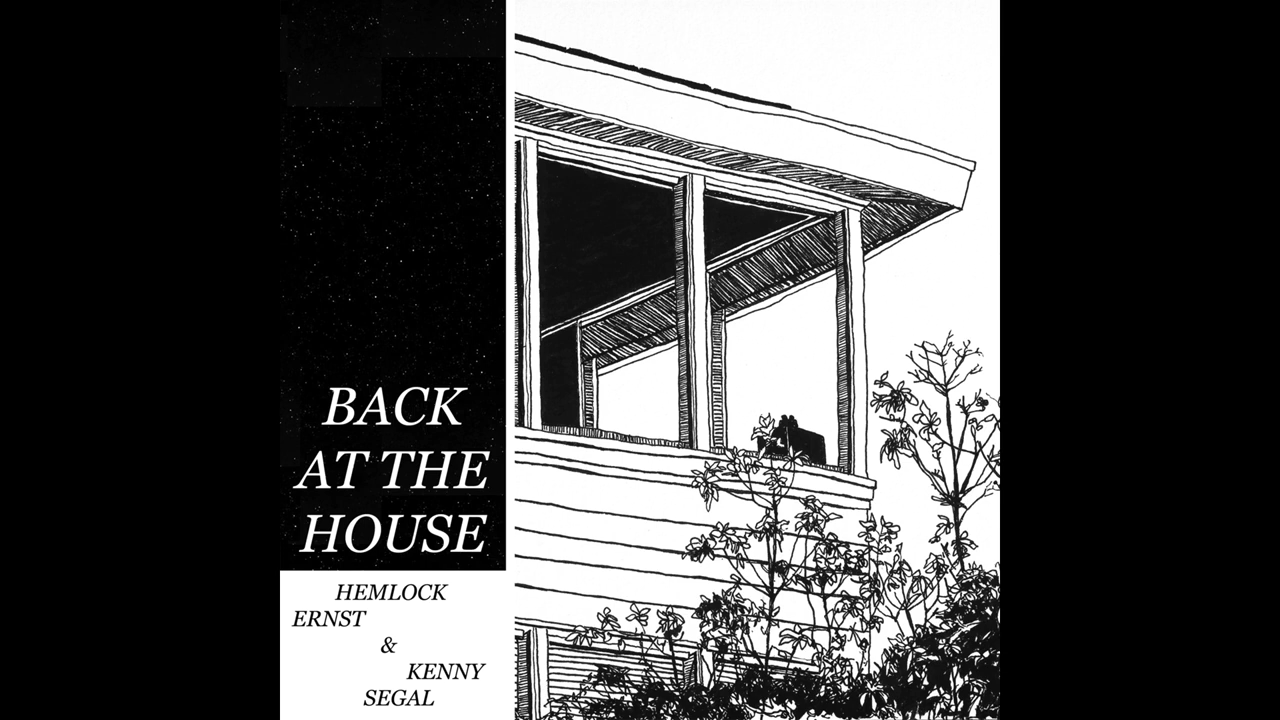 BACK
AT THE
HOUSE
HEMLOCK
ERNST
&
KENNY
SEGAL